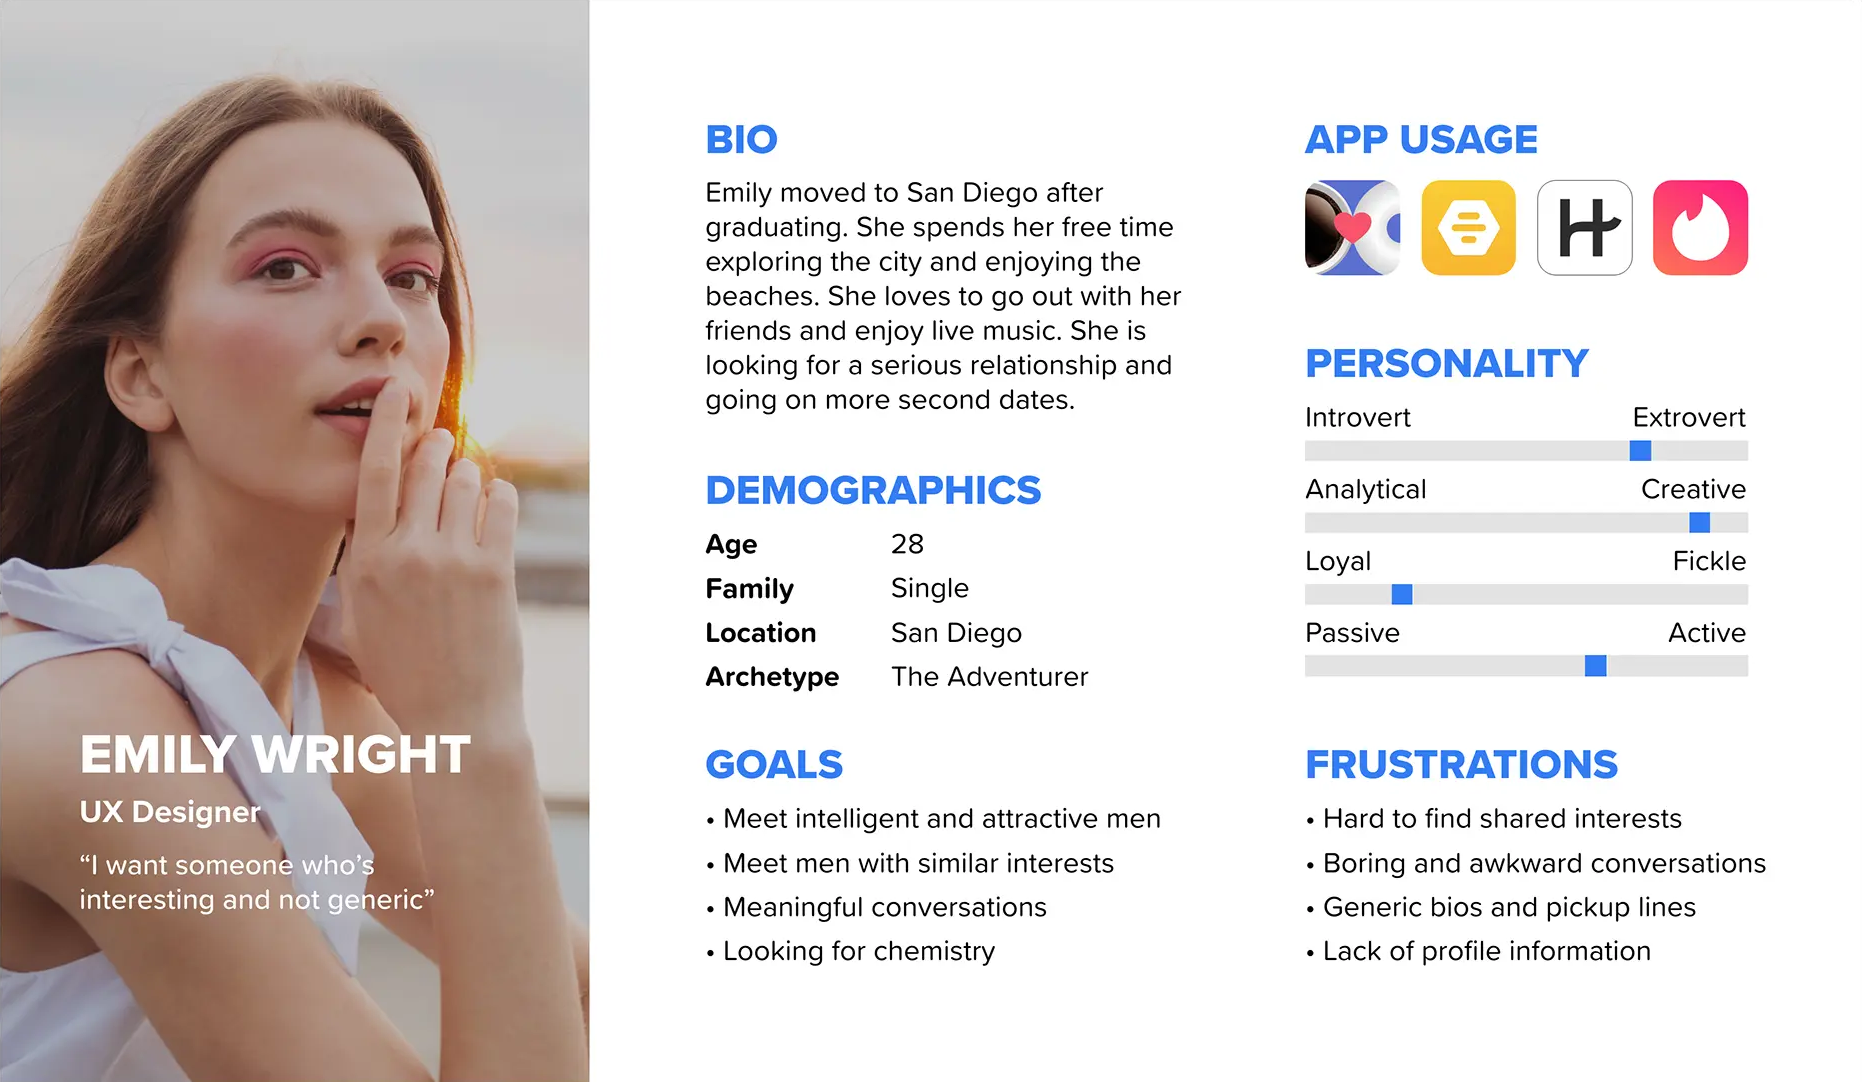 EMILY WRIGHT
UX Designer
“I want someone who’s
interesting and not generic”
BIO
Emily moved to San Diego after
graduating. She spends her free time
exploring the city and enjoying the
beaches. She loves to go out with her
friends and enjoy live music. She is
looking for a serious relationship and
going on more second dates.
DEMOGRAPHICS
Age 28
Family Single
Location San Diego
Archetype The Adventurer
GOALS
• Meet intelligent and attractive men
• Meet men with similar interests
• Meaningful conversations
• Looking for chemistry
APP USAGE
PERSONALITY
Introvert Extrovert
Analytical Creative
Loyal Fickle
Passive Active
FRUSTRATIONS
• Hard to find shared interests
• Boring and awkward conversations
• Generic bios and pickup lines
• Lack of profile information